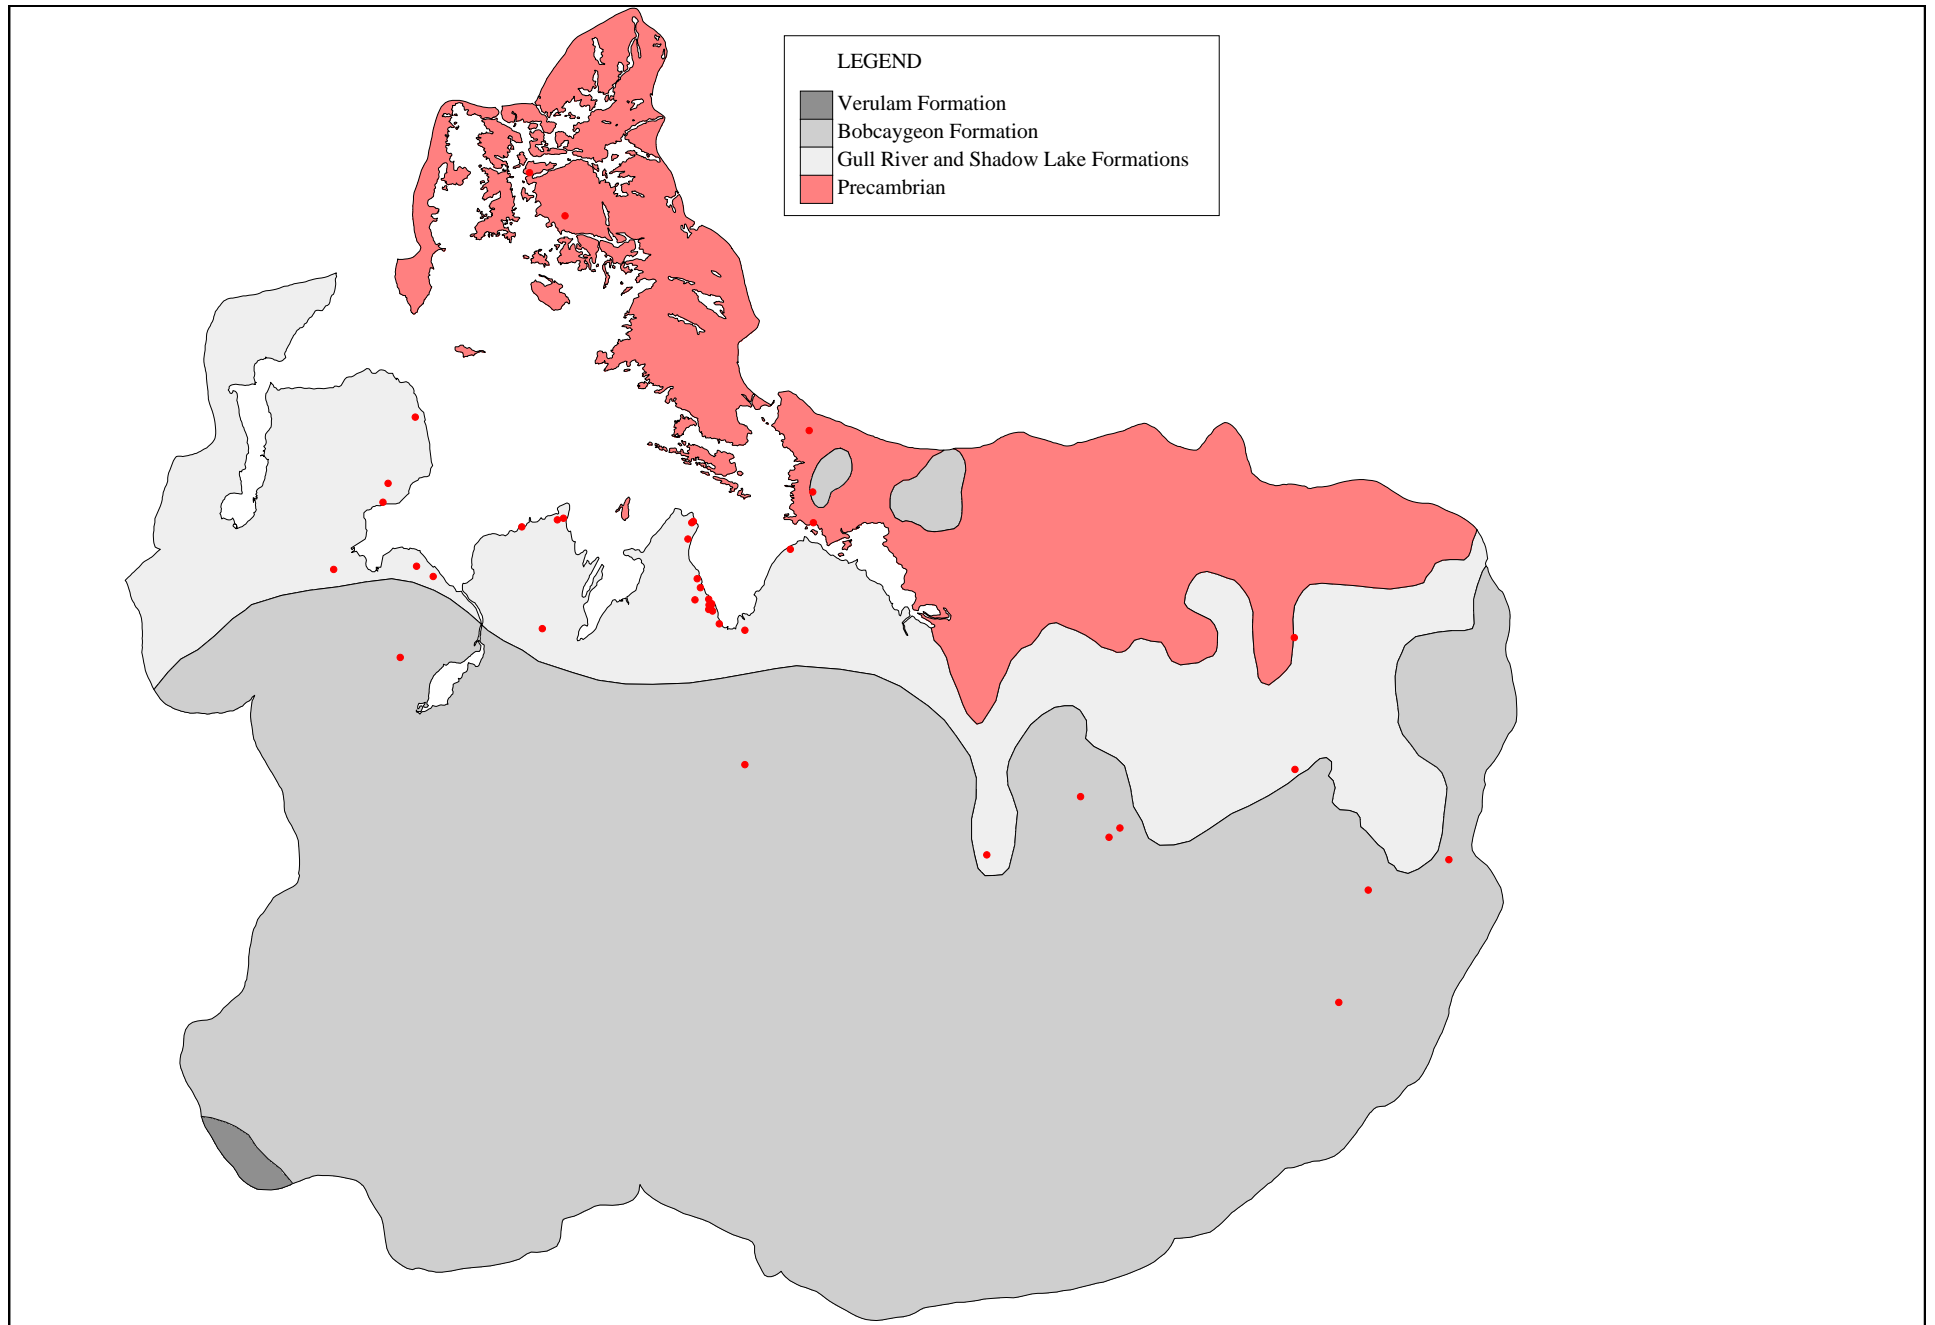 LEGEND
Verulam Formation
Bobcaygeon Formation
Gull River and Shadow Lake Formations
Precambrian